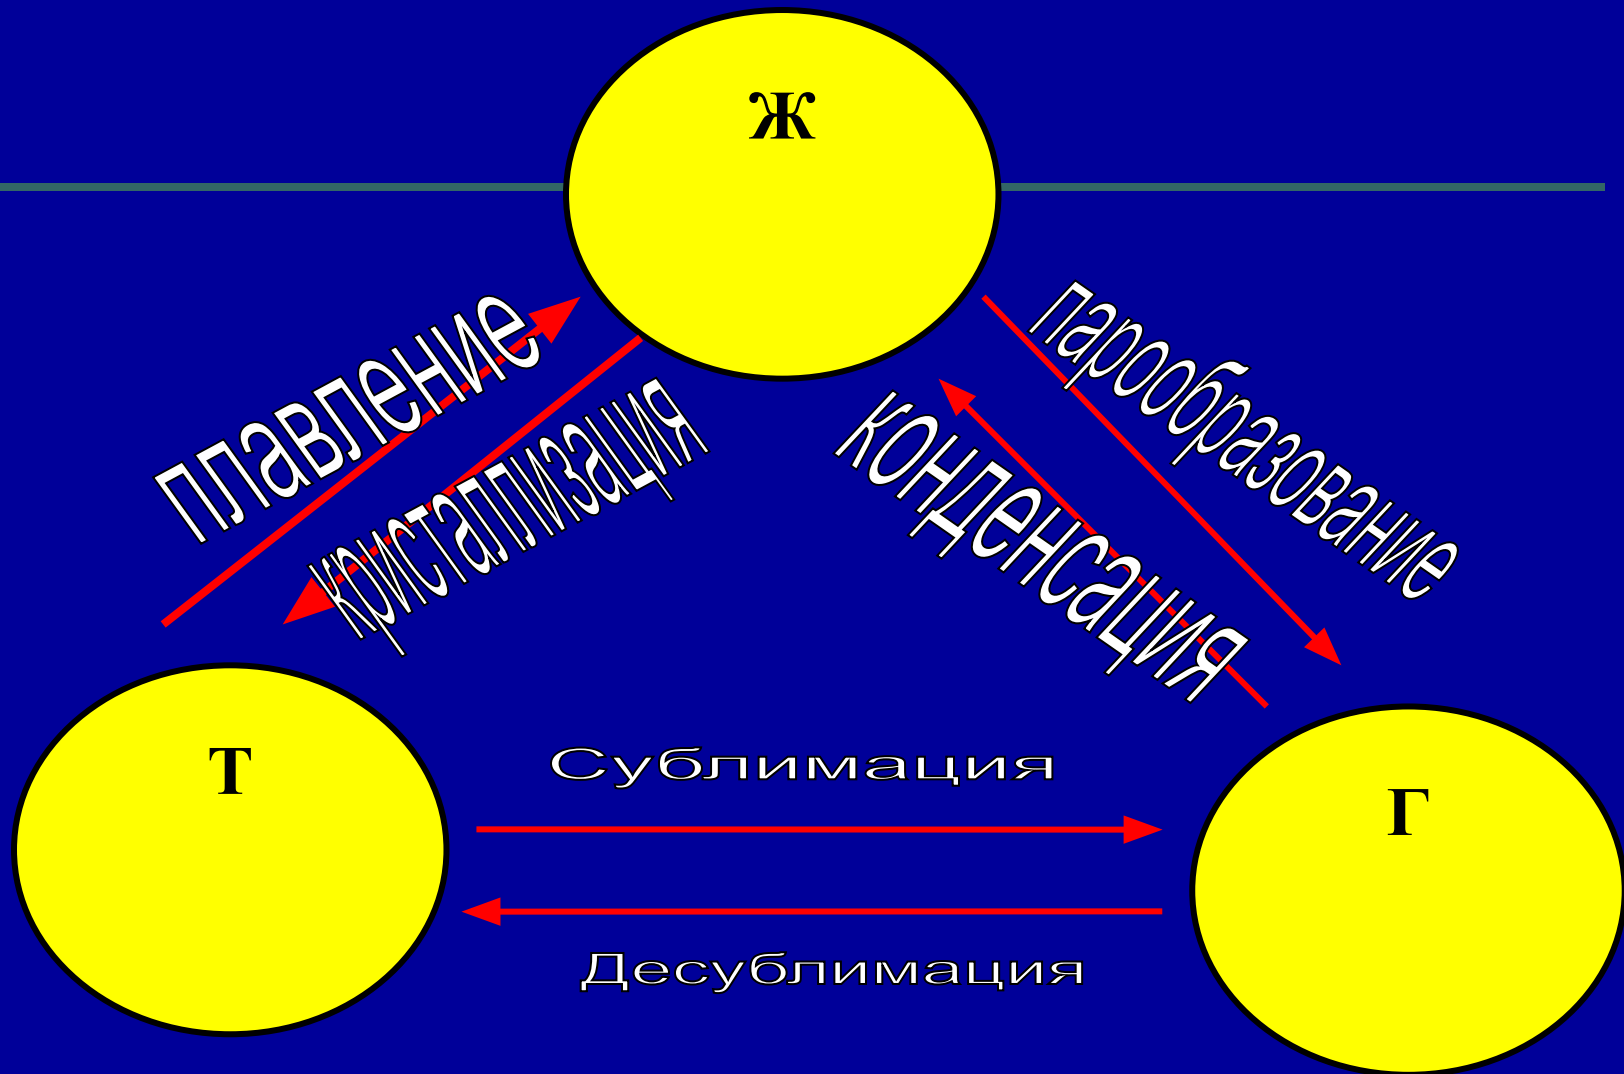 Ж
плавление
кристаллизация
парообразование
конденсация
Т
Сублимация
Г
Десублимация